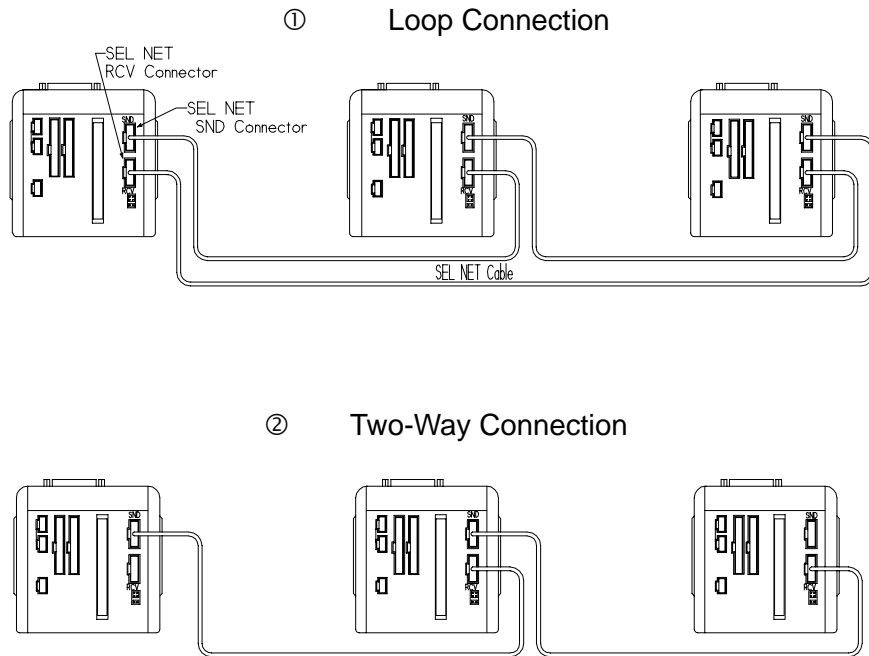 ① Loop Connection
SEL NET
RCV Connector
SEL NET
SND Connector
SND
RCV
SND
RCV
SND
RCV
SEL NET Cable
② Two-Way Connection
SND
RCV
SND
RCV
SND
RCV